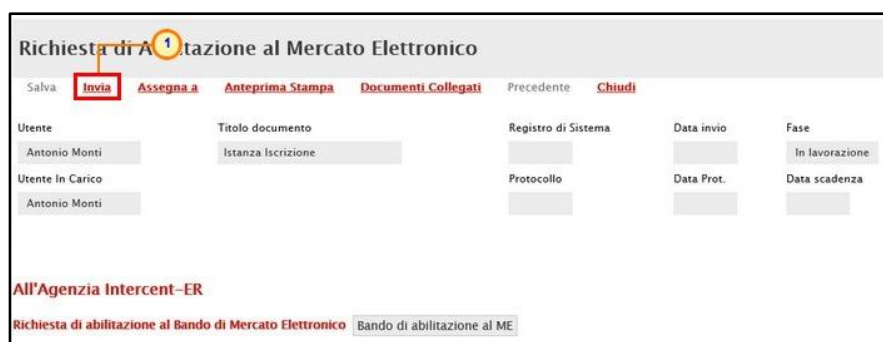 Richiesta di A 1 tazione al Mercato Elettronico
Salva Invia Assegna a Anteprima Stampa Documenti Collegati Precedente Chiudi
Utente Titolo documento Registro di Sistema Data invio Fase
Antonio Monti Istanza Iscrizione In lavorazione
Utente In Carico Protocollo Data Prot. Data scadenza
Antonio Monti
All'Agenzia Intercent-ER
Richiesta di abilitazione al Bando di Mercato Elettronico Bando di abilitazione al ME